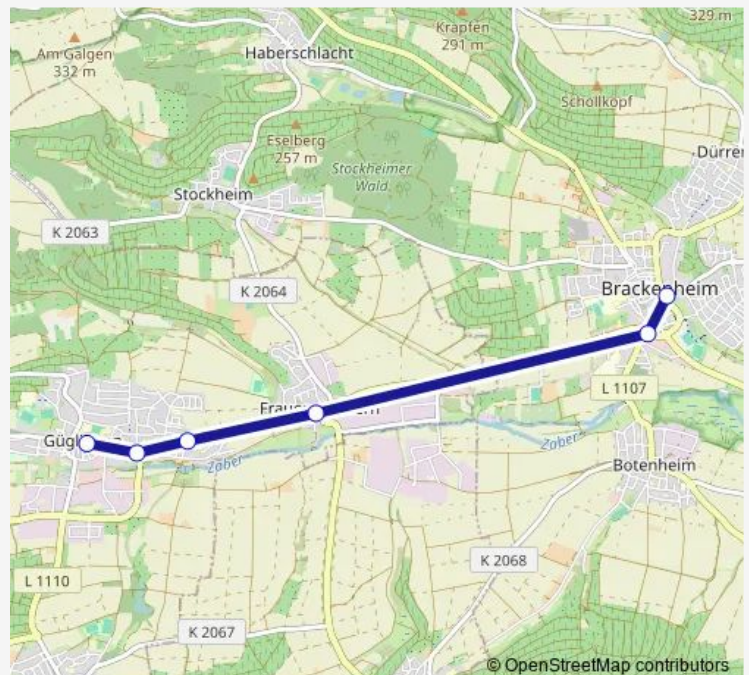 Krapfen
291 m
329 m
Haberschlacht
Am Galgen
332 m
Schollkopf
Eselberg
257 m
Stockheimer
Wald
Dürrer
Stockheim
K 2063
K 2064
Brackenheim
L 1107
Zaber
Zaber
Botenheim
K 2068
L 1110
K 2067
© OpenStreetMap contributors